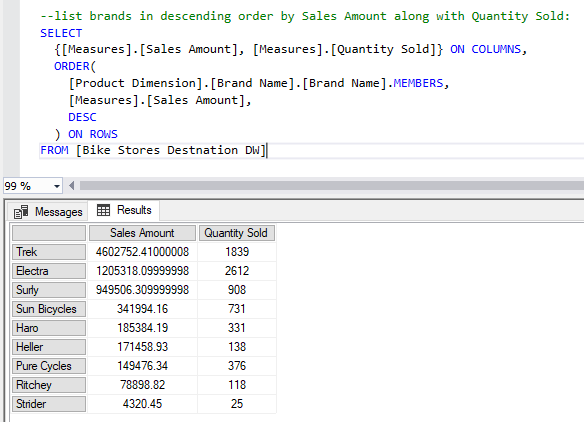 --list brands in descending order by Sales Amount along with Quantity Sold:
SELECT
{[Measures].[Sales Amount], [Measures].[Quantity Sold]} ON COLUMNS,
ORDER(
[Product Dimension].[Brand Name].[Brand Name].MEMBERS,
[Measures].[Sales Amount],
DESC
) ON ROWS
FROM [Bike Stores Destnation DW]
99 %
Messages Results
Sales Amount Quantity Sold
Trek 4602752.41000008 1839
Electra 1205318.09999998 2612
Surly 949506.309999998 908
Sun Bicycles 341994.16 731
Haro 185384.19 331
Heller 171458.93 138
Pure Cycles 149476.34 376
Ritchey 78898.82 118
Strider 4320.45 25